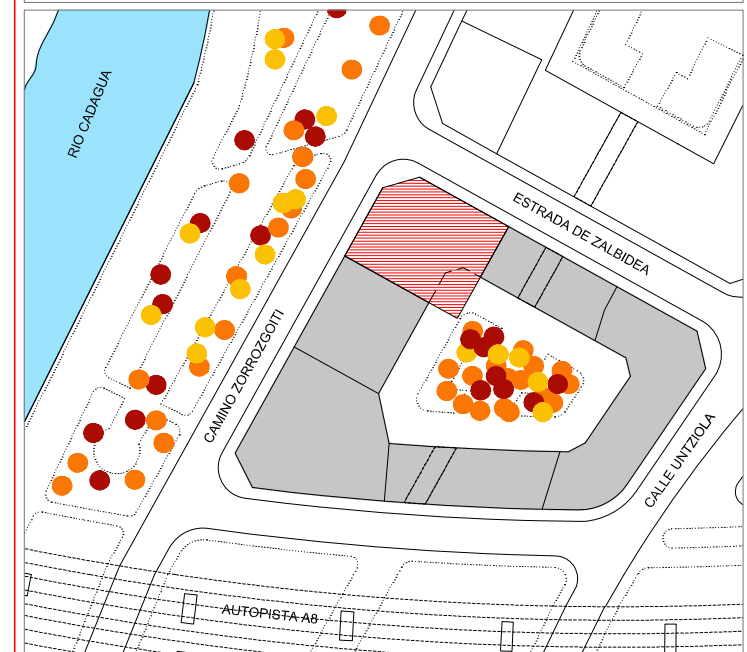 RIO CADAGUA
ESTRADA DE ZALBIDEA
CAMINO ZORROZGOITI
CALLE UNTZIOLA
AUTOPISTA A8